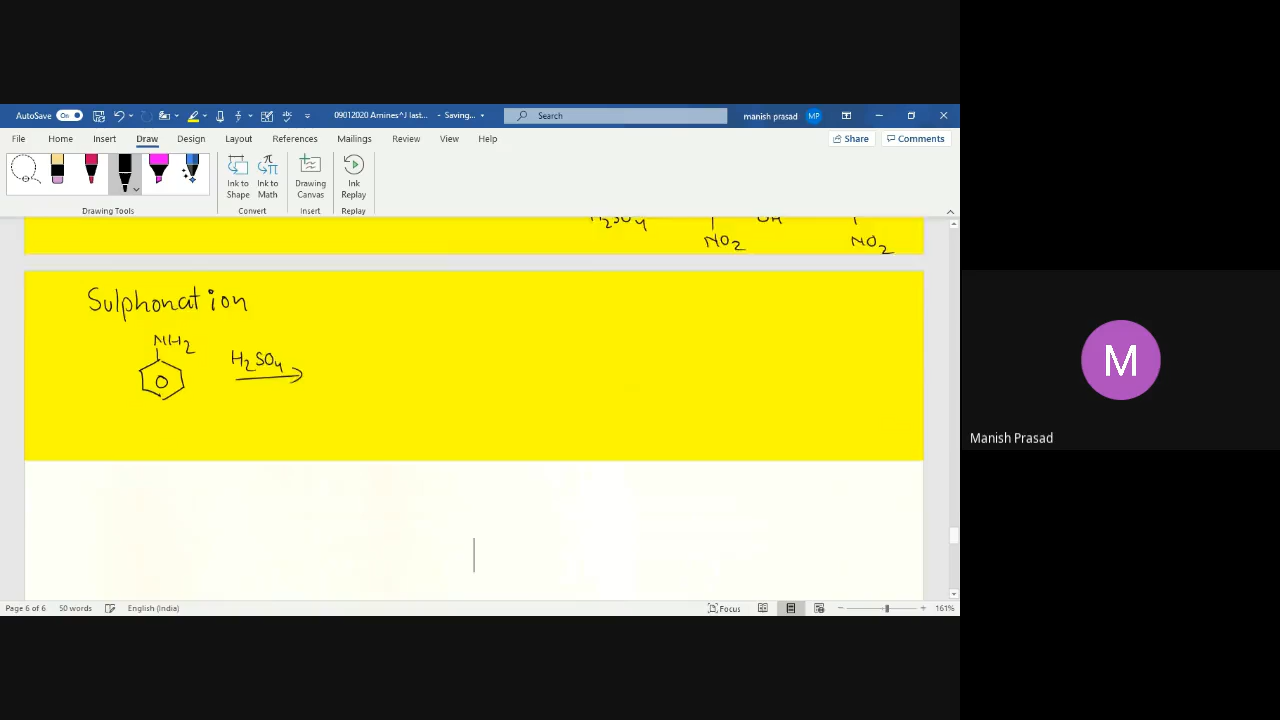 AutoSave On 09012020 Amines^J last... - Saving... Search manish prasad MP
File Home Insert Draw Design Layout References Mailings Review View Help Share Comments
Ink to Shape Ink to Math Drawing Canvas Ink Replay
Drawing Tools Convert Insert Replay
H2SO4 OH
NO2 NO2
Sulphonation
NH2
H2SO4
M
Manish Prasad
Page 6 of 6 50 words English (India) Focus 161%